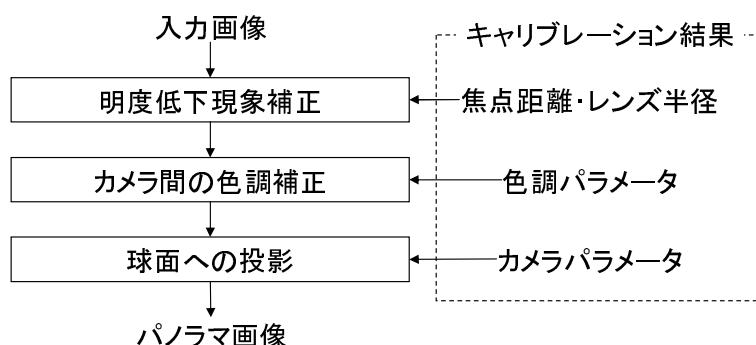 入力画像
キャリブレーション結果
明度低下現象補正
焦点距離・レンズ半径
カメラ間の色調補正
色調パラメータ
球面への投影
カメラパラメータ
パノラマ画像